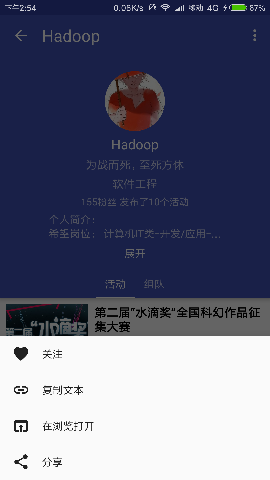 下午2:54
0.05K/s
移动 4G
87%
Hadoop
Hadoop
为战而死，至死方休
软件工程
155粉丝 发布了10个活动
个人简介：
希望岗位： 计算机IT类-开发/应用-...
展开
活动 组队
第二届"水滴奖"全国科幻作品征
集大赛
关注
复制文本
在浏览打开
分享